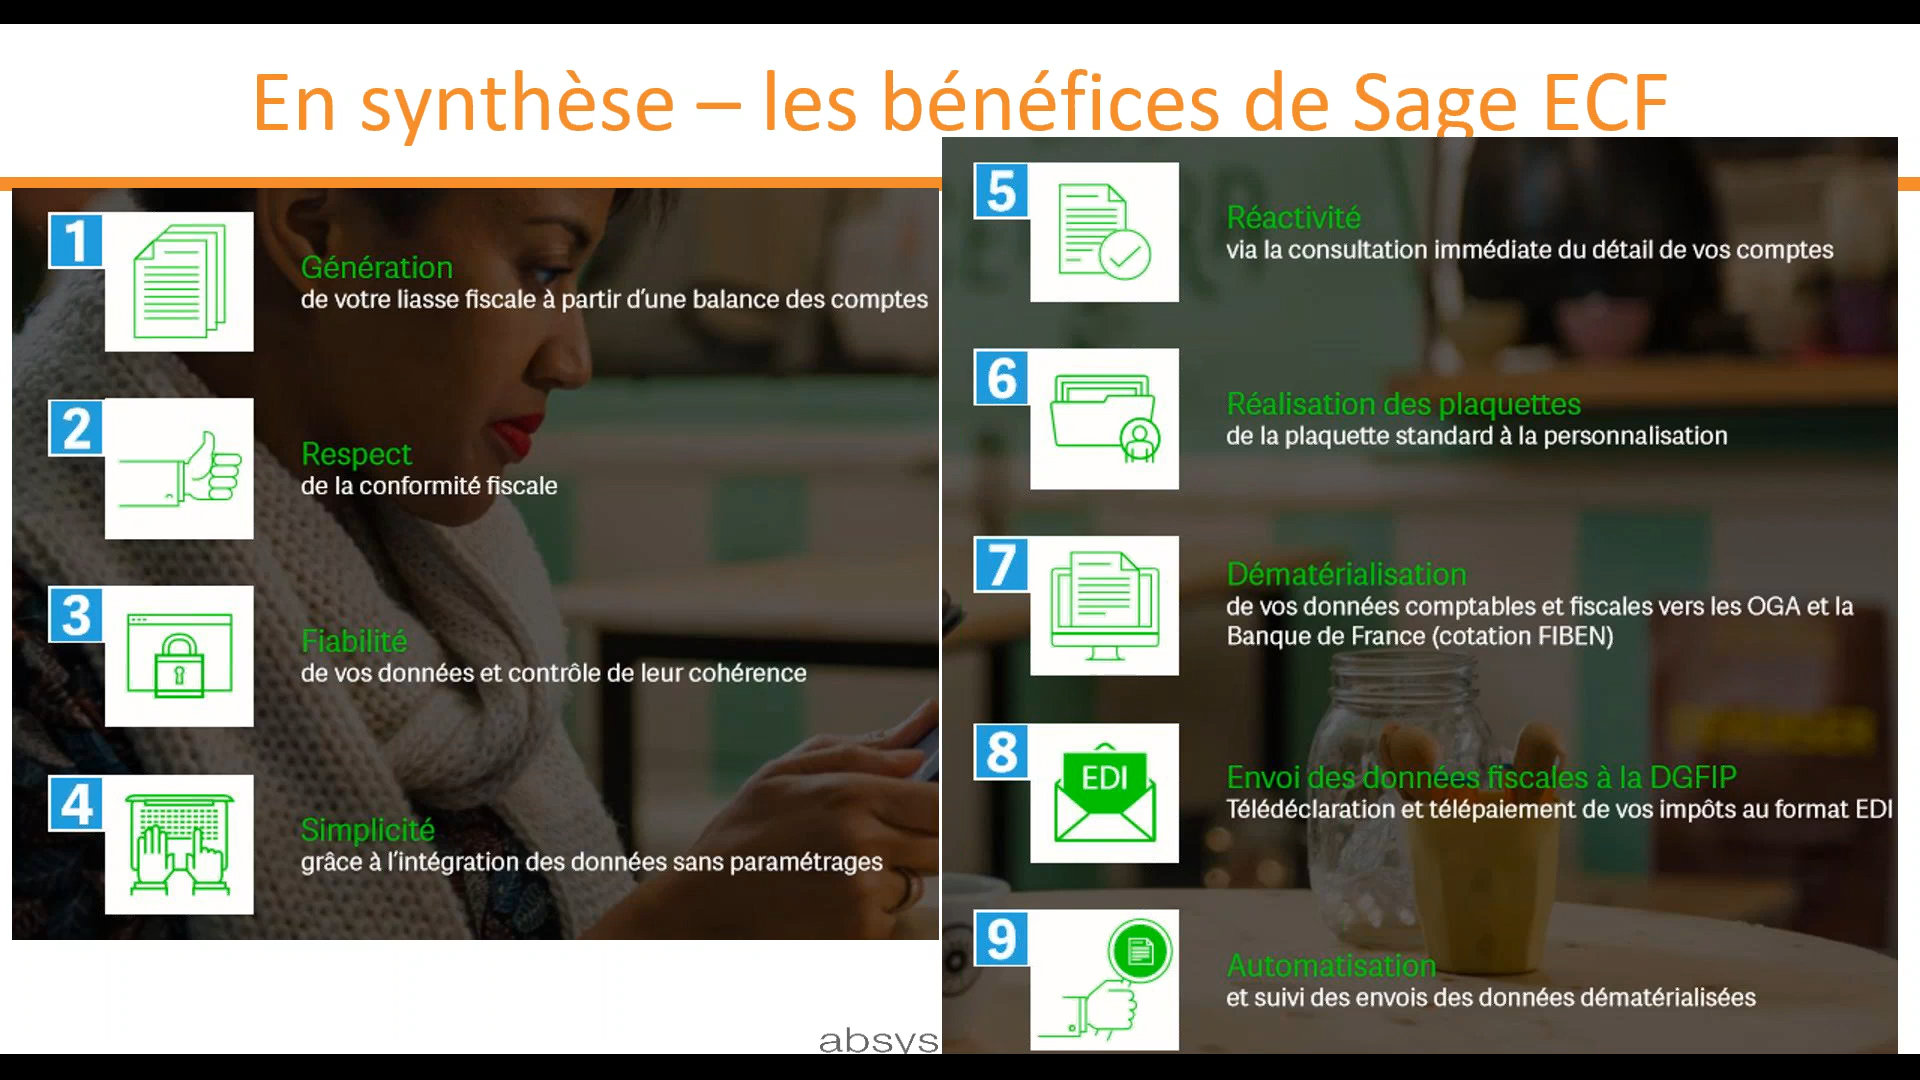 En synthèse – les bénéfices de Sage ECF
1
Génération
de votre liasse fiscale à partir d'une balance des comptes
2
Respect
de la conformité fiscale
3
Fiabilité
de vos données et contrôle de leur cohérence
4
Simplicité
grâce à l'intégration des données sans paramétrages
5
Réactivité
via la consultation immédiate du détail de vos comptes
6
Réalisation des plaquettes
de la plaquette standard à la personnalisation
7
Dématérialisation
de vos données comptables et fiscales vers les OGA et la
Banque de France (cotation FIBEN)
8
EDI
Envoi des données fiscales à la DGFIP
Télédéclaration et télépaiement de vos impôts au format EDI
9
Automatisation
et suivi des envois des données dématérialisées
absys